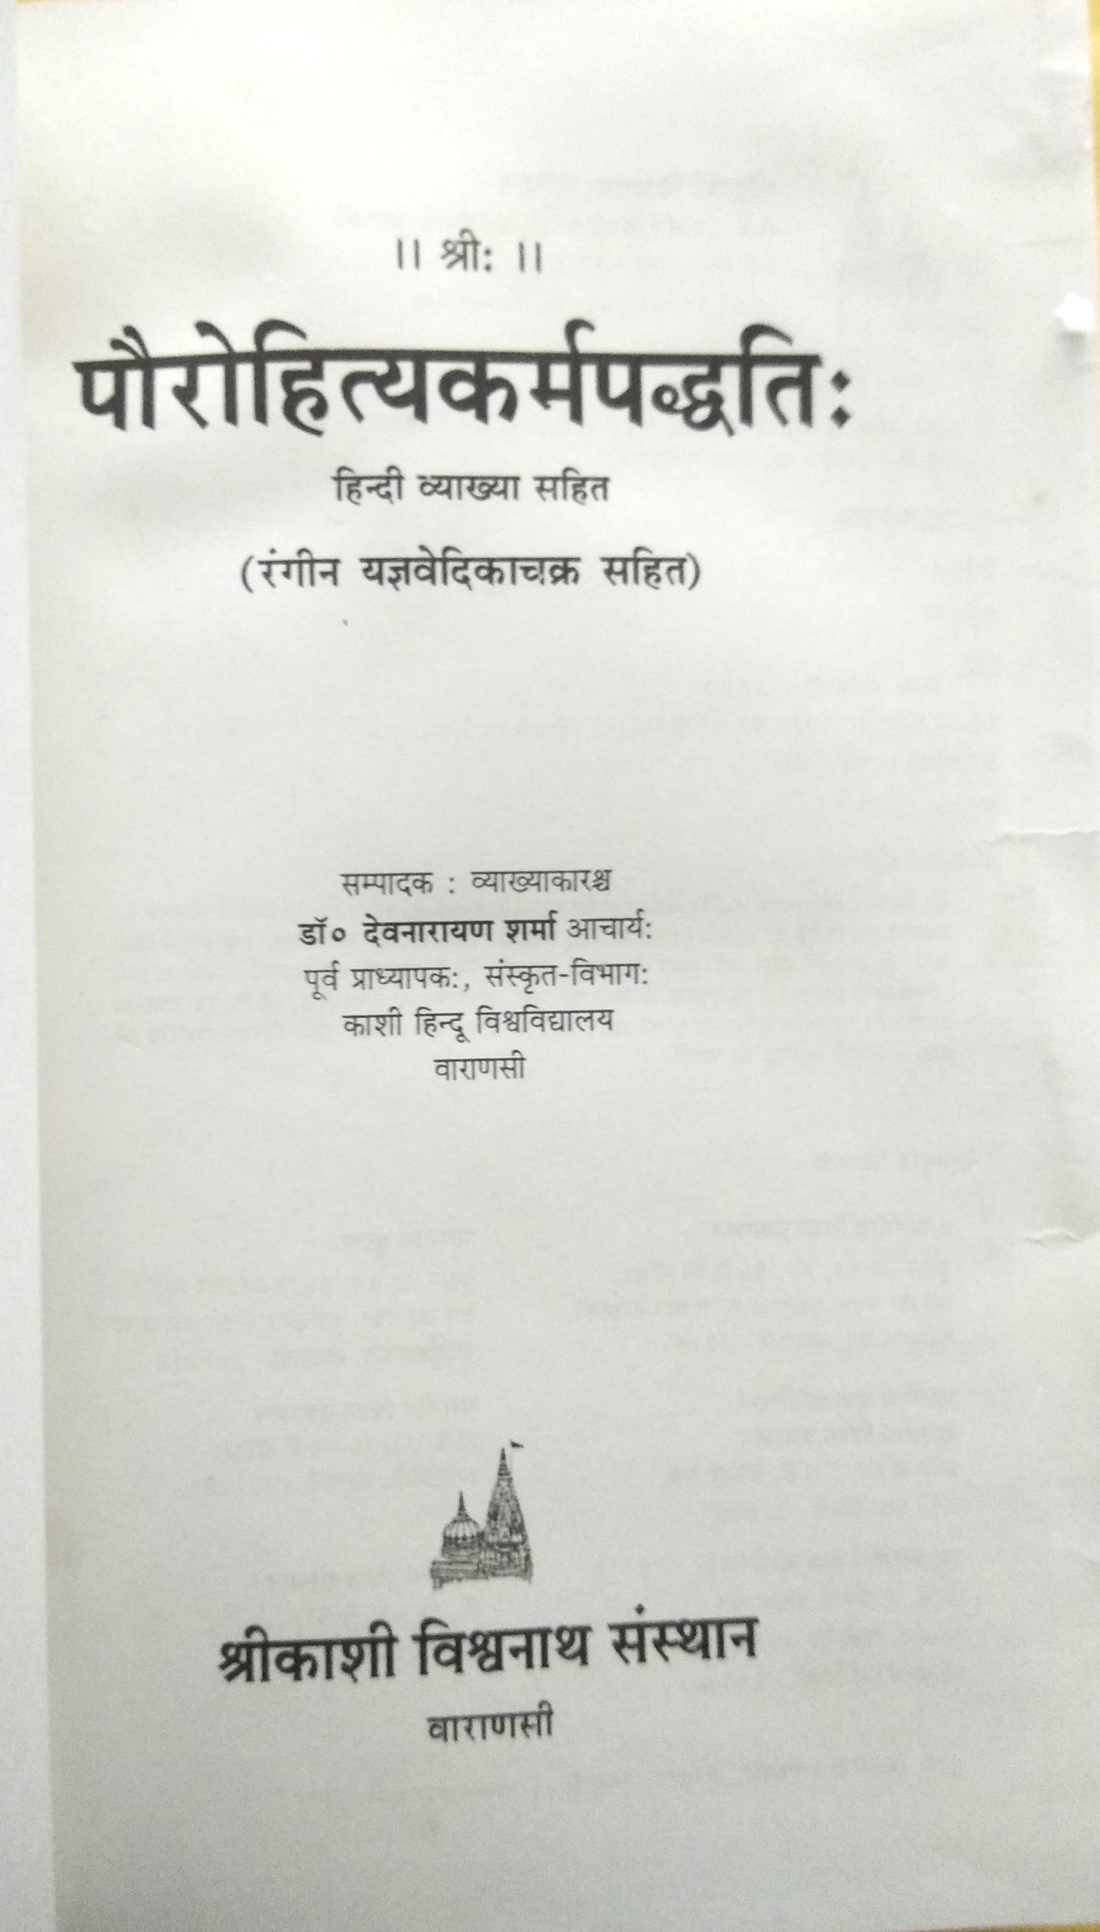 ।। श्रीः ।।
पौरोहित्यकर्मपद्धतिः
हिन्दी व्याख्या सहित
(रंगीन यज्ञवेदिकाचक्र सहित)
सम्पादक : व्याख्याकारश्च
डॉ० देवनारायण शर्मा आचार्यः
पूर्व प्राध्यापकः, संस्कृत-विभागः
काशी हिन्दू विश्वविद्यालय
वाराणसी
श्रीकाशी विश्वनाथ संस्थान
वाराणसी